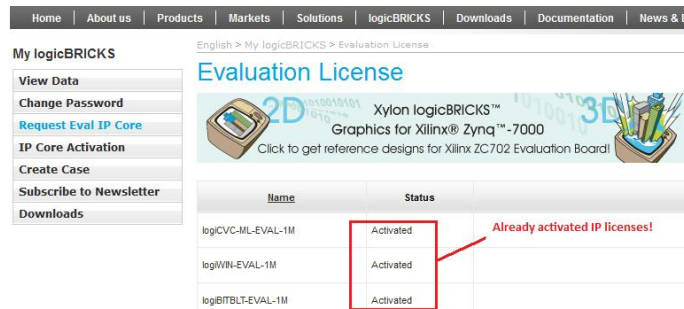 Home | About us | Products | Markets | Solutions | logicBRICKS | Downloads | Documentation | News &
My logicBRICKS
View Data
Change Password
Request Eval IP Core
IP Core Activation
Create Case
Subscribe to Newsletter
Downloads
English > My logicBRICKS > Evaluation License
Evaluation License
2D
Xylon logicBRICKS™
3D
Graphics for Xilinx® Zynq™-7000
Click to get reference designs for Xilinx ZC702 Evaluation Board!
Name Status
logiCVC-ML-EVAL-1M Activated
Already activated IP licenses!
logiWIN-EVAL-1M Activated
logiBITBLT-EVAL-1M Activated